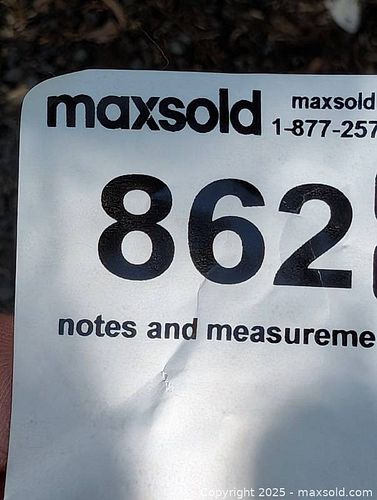 maxsold
maxsold
1-877-257
862
notes and measureme
Copyright 2025 - maxsold.com